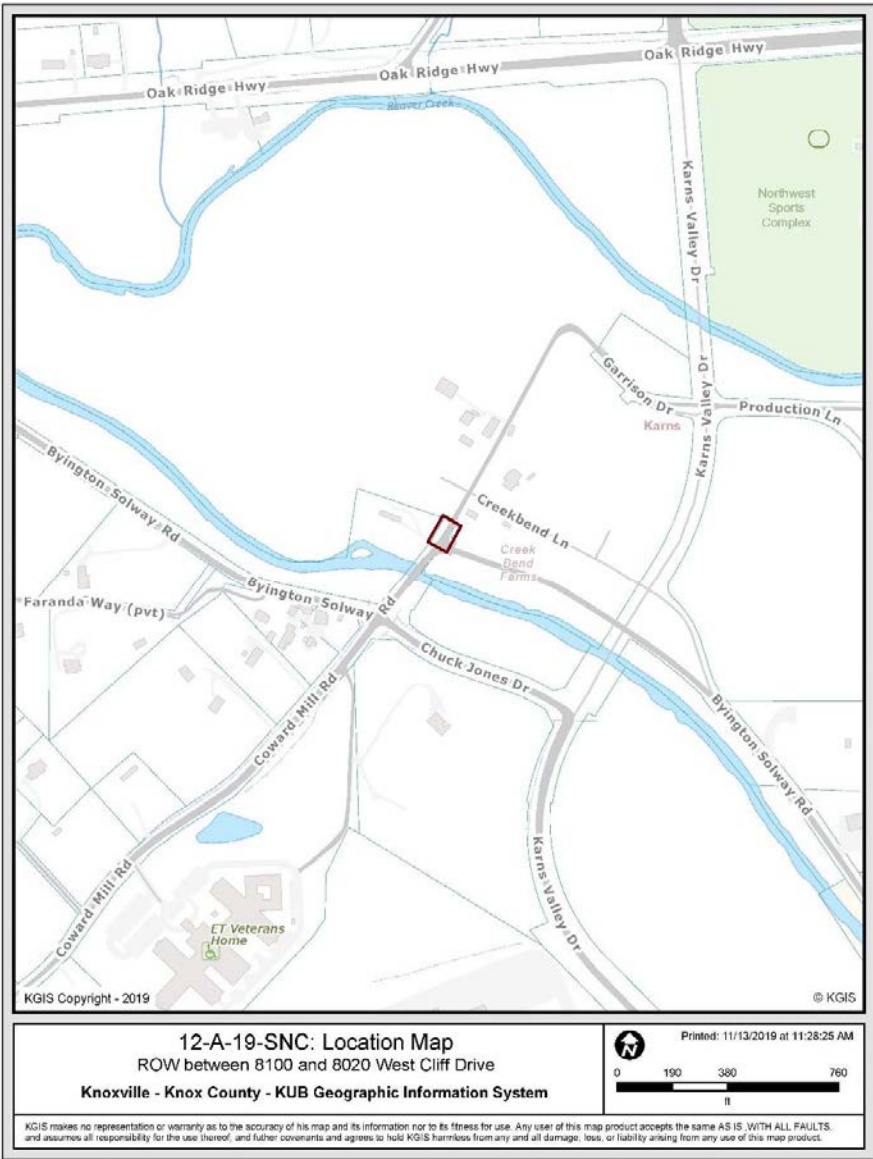 Oak Ridge Hwy
Oak Ridge Hwy
Oak Ridge Hwy
Beaver Creek
Karns Valley Dr
Northwest
Sports
Complex
Garrison Dr
Karns Valley Dr
Production Ln
Karns
Byington Solway Rd
Creekbend Ln
Creek
Bend
Farms
Byington Solway Rd
Faranda Way (pvt)
Coward Mill Rd
Chuck Jones Dr
Byington Solway Rd
Coward Mill Rd
Karns Valley Dr
ET Veterans
Home
KGIS Copyright - 2019
© KGIS
12-A-19-SNC: Location Map
ROW between 8100 and 8020 West Cliff Drive
Knoxville - Knox County - KUB Geographic Information System
N
Printed: 11/13/2019 at 11:28:25 AM
0 190 380 760
ft
KGIS makes no representation or warranty as to the accuracy of his map and its information nor to its fitness for use. Any user of this map product accepts the same AS IS ,WITH ALL FAULTS,
and assumes all responsibility for the use thereof, and futher covenants and agrees to hold KGIS harmless from any and all damage, loss, or liability arising from any use of this map product.